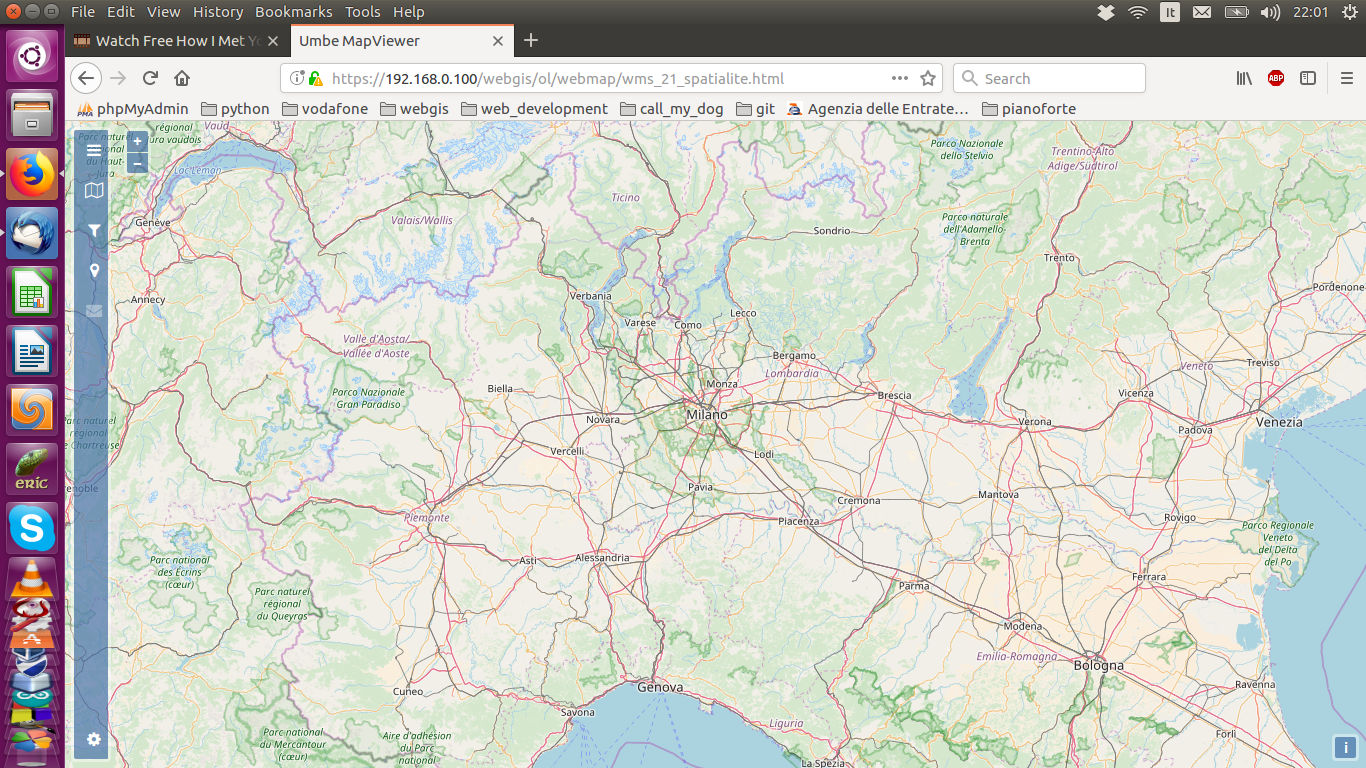 File Edit View History Bookmarks Tools Help
It
22:01
Watch Free How I Met Yo
Umbe MapViewer
https://192.168.0.100/webgis/ol/webmap/wms_21_spatialite.html
Search
ABP
PMA
phpMyAdmin
python
vodafone
webgis
web_development
call_my_dog
git
Agenzia delle Entrate…
pianoforte
+
−
régional
Jura vaudois
Vaud
Parc naturel
du Haut-
Jura
Lac Léman
Genève
Valais/Wallis
Ticino
Parco Nazionale
dello Stelvio
Trentino-Alto
Adige/Südtirol
Parco naturale
dell'Adamello-
Brenta
Sondrio
Trento
Annecy
Verbania
Pordenone
Varese
Como
Lecco
Valle d'Aosta/
Vallée d'Aoste
Bergamo
Lombardia
Treviso
Veneto
Biella
Parco Nazionale
Gran Paradiso
Monza
Brescia
Vicenza
Milano
Novara
Verona
Padova
Venezia
Parc naturel
régional
de Chartreuse
Vercelli
Lodi
Grenoble
Pavia
Cremona
Mantova
Piemonte
Piacenza
Rovigo
Parco Regionale
Veneto
del Delta
del Po
Parc national
des Écrins
(cœur)
Asti
Alessandria
Parma
Ferrara
Parc naturel
régional
du Queyras
Modena
Emilia-Romagna
Bologna
Cuneo
Genova
Ravenna
Savona
Liguria
Parc national
du Mercantour
(cœur)
Aire d'adhésion
du Parc
national
Forlì
La Spezia
eric
S
i